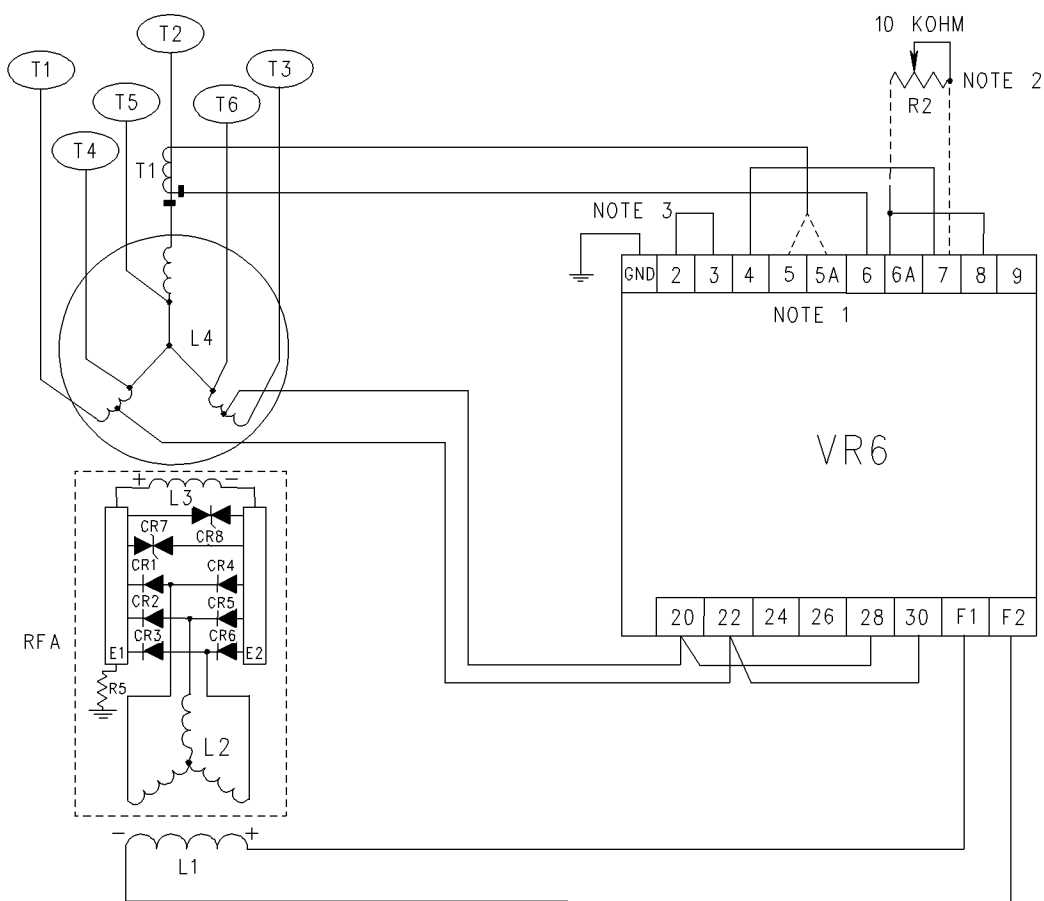 10 KOHM
T2
T1
T3
T5
T6
NOTE 2
R2
T4
T1
NOTE 3
GND 2 3 4 5 5A 6 6A 7 8 9
NOTE 1
L4
VR6
+ L3 -
CR7
CR8
CR1 CR4
CR2 CR5
CR3 CR6
E1 E2
RFA
R5
20 22 24 26 28 30 F1 F2
L2
- +
L1